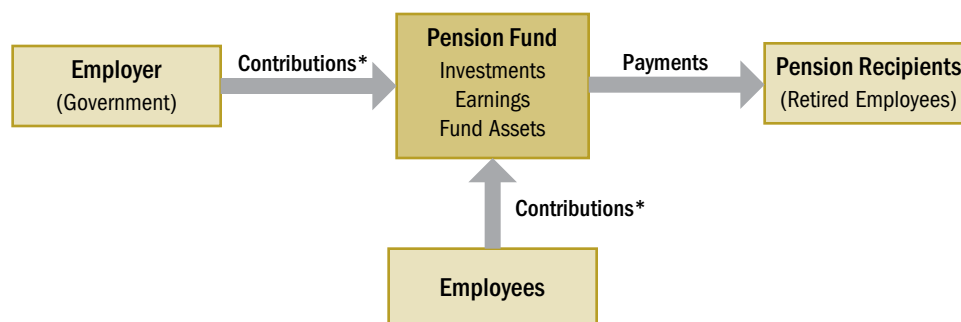 Employer
(Government)
Contributions*
Pension Fund
Investments
Earnings
Fund Assets
Payments
Pension Recipients
(Retired Employees)
Contributions*
Employees